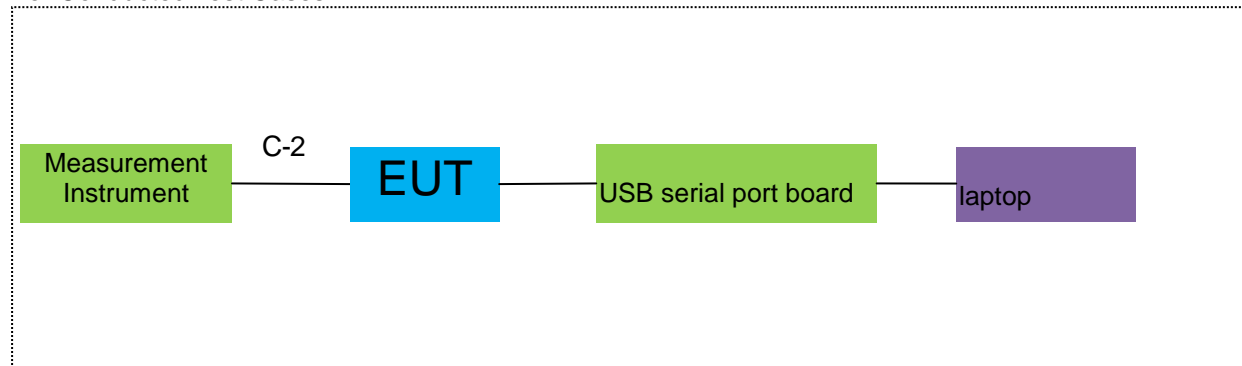 C-2
Measurement
Instrument
EUT
USB serial port board
laptop